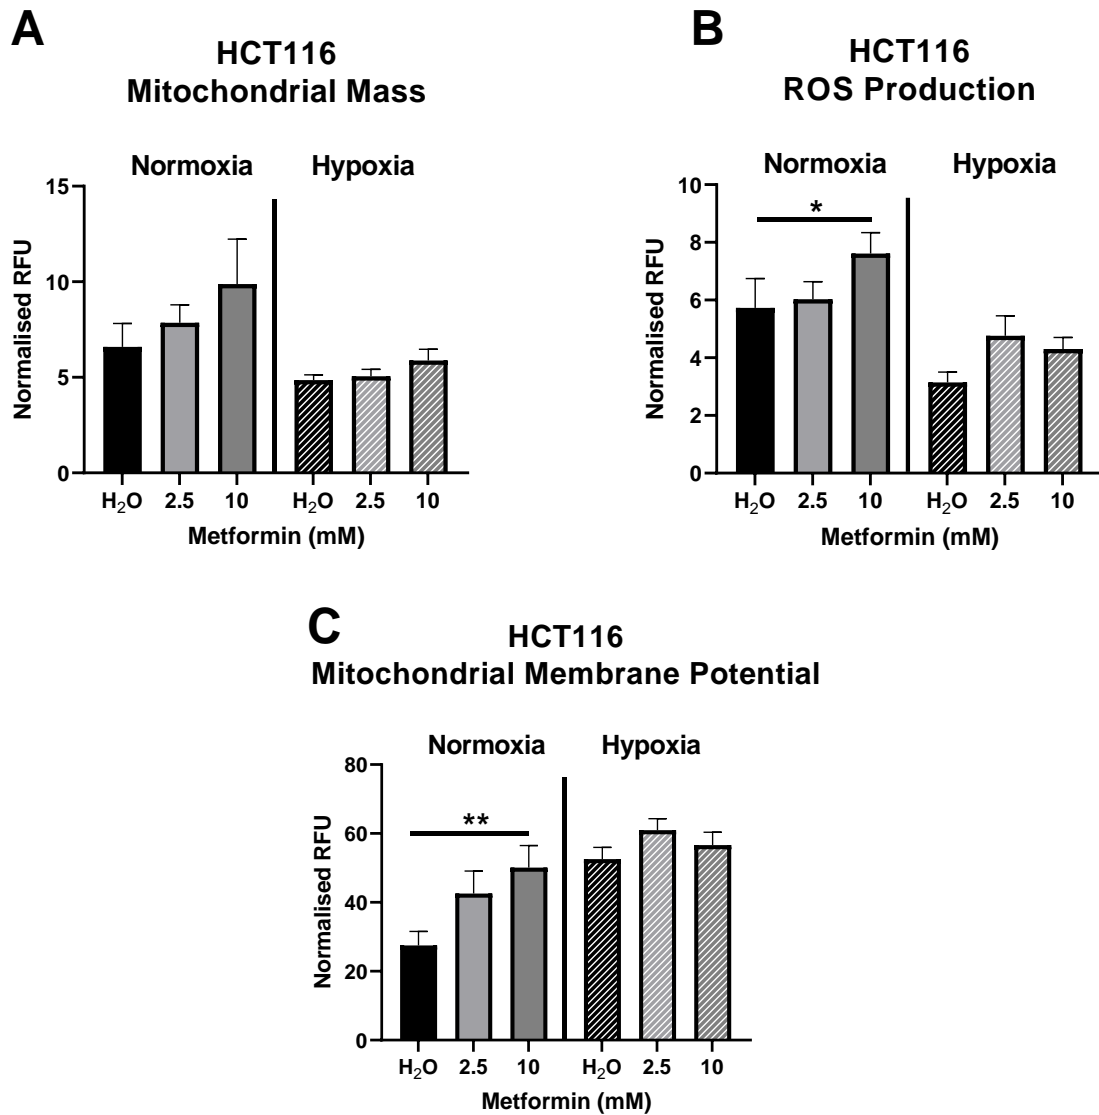 A
HCT116
Mitochondrial Mass
Normoxia
Hypoxia
Normalised RFU
15
10
5
0
H₂O
2.5
10
H₂O
2.5
10
Metformin (mM)
B
HCT116
ROS Production
Normoxia
Hypoxia
Normalised RFU
10
8
6
4
2
0
*
H₂O
2.5
10
H₂O
2.5
10
Metformin (mM)
C
HCT116
Mitochondrial Membrane Potential
Normoxia
Hypoxia
Normalised RFU
80
60
40
20
0
**
H₂O
2.5
10
H₂O
2.5
10
Metformin (mM)